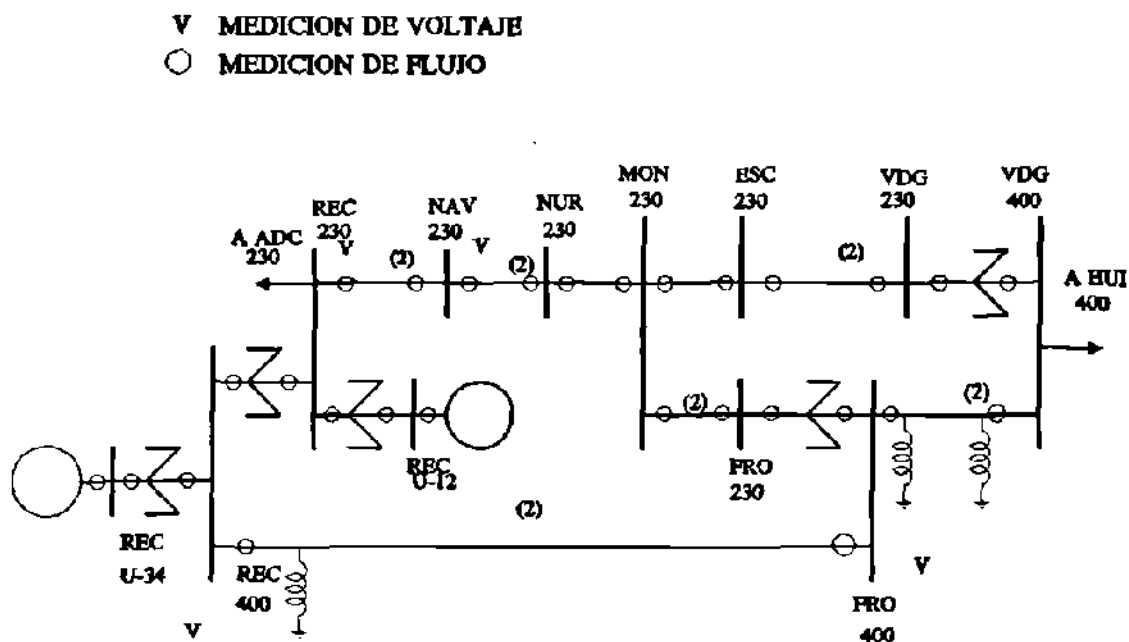 V MEDICION DE VOLTAJE
MEDICION DE FLUJO
MON
230
ESC
230
VDG
230
VDG
400
REC
230
V
NAV
230
V
NUR
230
A ADC
230
(2)
(2)
(2)
A HUI
400
(2)
(2)
REC
U-12
FRO
230
(2)
REC
U-34
REC
400
V
V
FRO
400